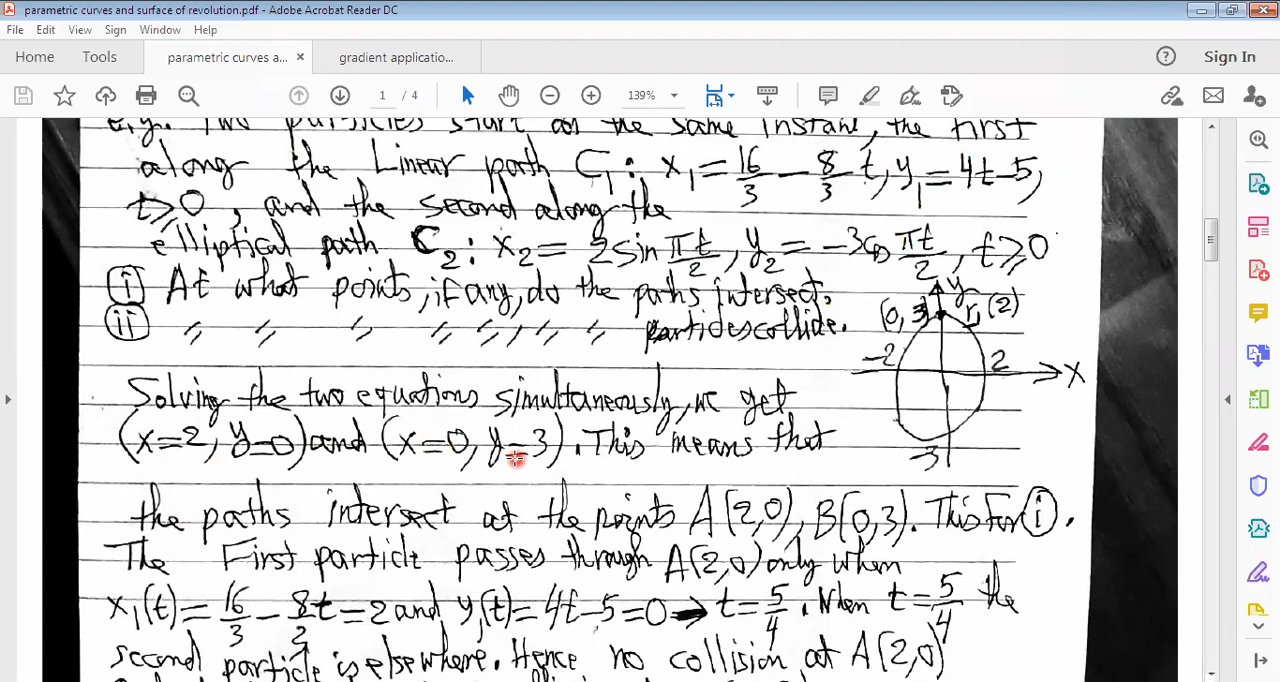 parametric curves and surface of revolution.pdf - Adobe Acrobat Reader DC
File Edit View Sign Window Help
Home Tools parametric curves a... × gradient applicatio... Sign In
1 / 4 139%
e.g. Two particles start at the same instant, the first
along the Linear path C₁: x₁ = 16/3 − 8/3 t, y₁ = 4t−5,
t≥0, and the second along the
elliptical path C₂: x₂ = 2 sin πt/2, y₂ = −3 cos πt/2, t≥0
(i) At what points, if any, do the paths intersect.
(ii) 〃 〃 〃 〃 〃 〃 〃 particles collide.
y
(0, 3) (2)
-2 2 x
-3
Solving the two equations simultaneously, we get
(x=2, y=0) and (x=0, y=3). This means that
the paths intersect at the points A(2,0), B(0,3). This for (i).
The First particle passes through A(2,0) only when
x₁(t) = 16/3 − 8t/2 = 2 and y₁(t) = 4t−5=0 → t=5/4. When t=5/4 the
second particle is elsewhere. Hence no collision at A(2,0)